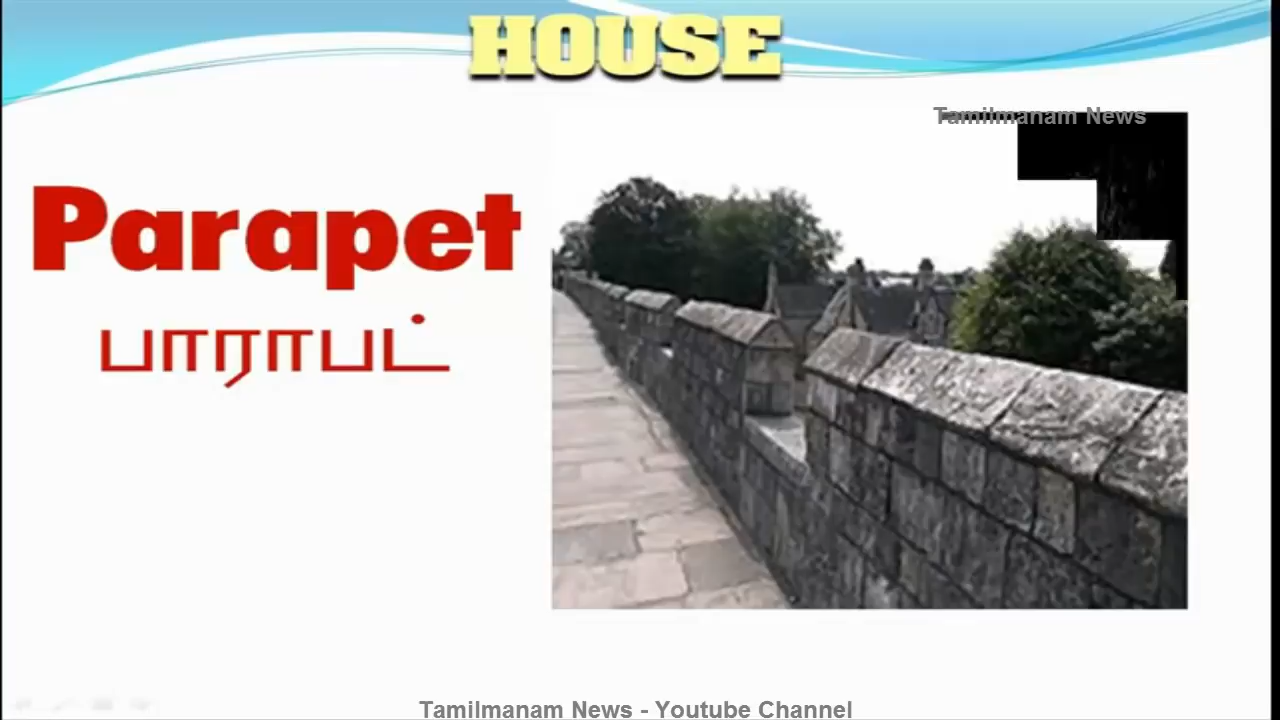 HOUSE
Tamilmanam News
Parapet
பாராபட்
Tamilmanam News - Youtube Channel